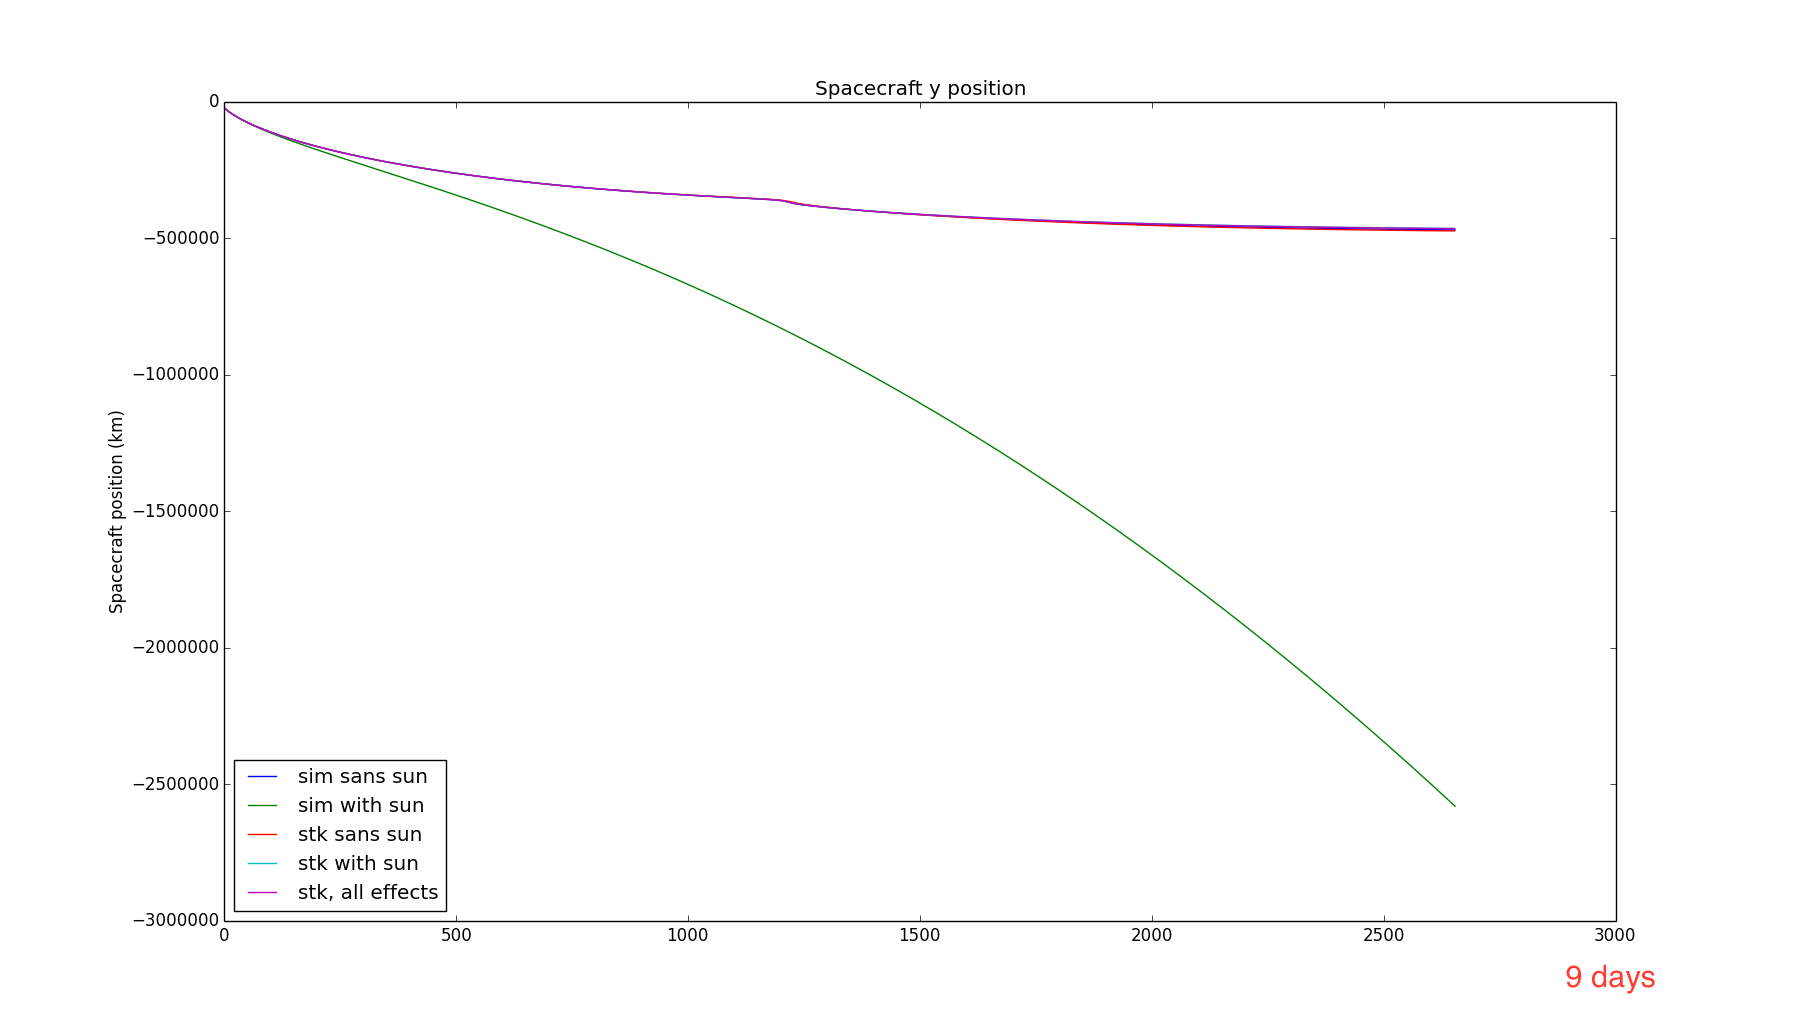 Spacecraft y position
0
−500000
−1000000
−1500000
−2000000
−2500000
−3000000
Spacecraft position (km)
sim sans sun
sim with sun
stk sans sun
stk with sun
stk, all effects
0 500 1000 1500 2000 2500 3000
9 days